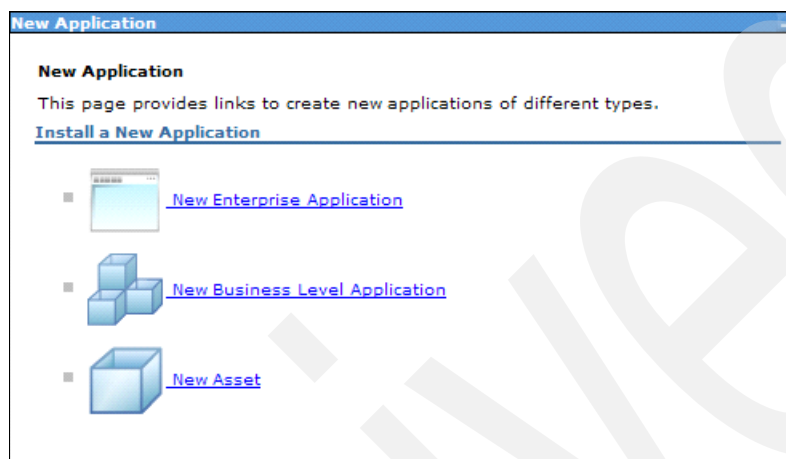 New Application
New Application
This page provides links to create new applications of different types.
Install a New Application
New Enterprise Application
New Business Level Application
New Asset